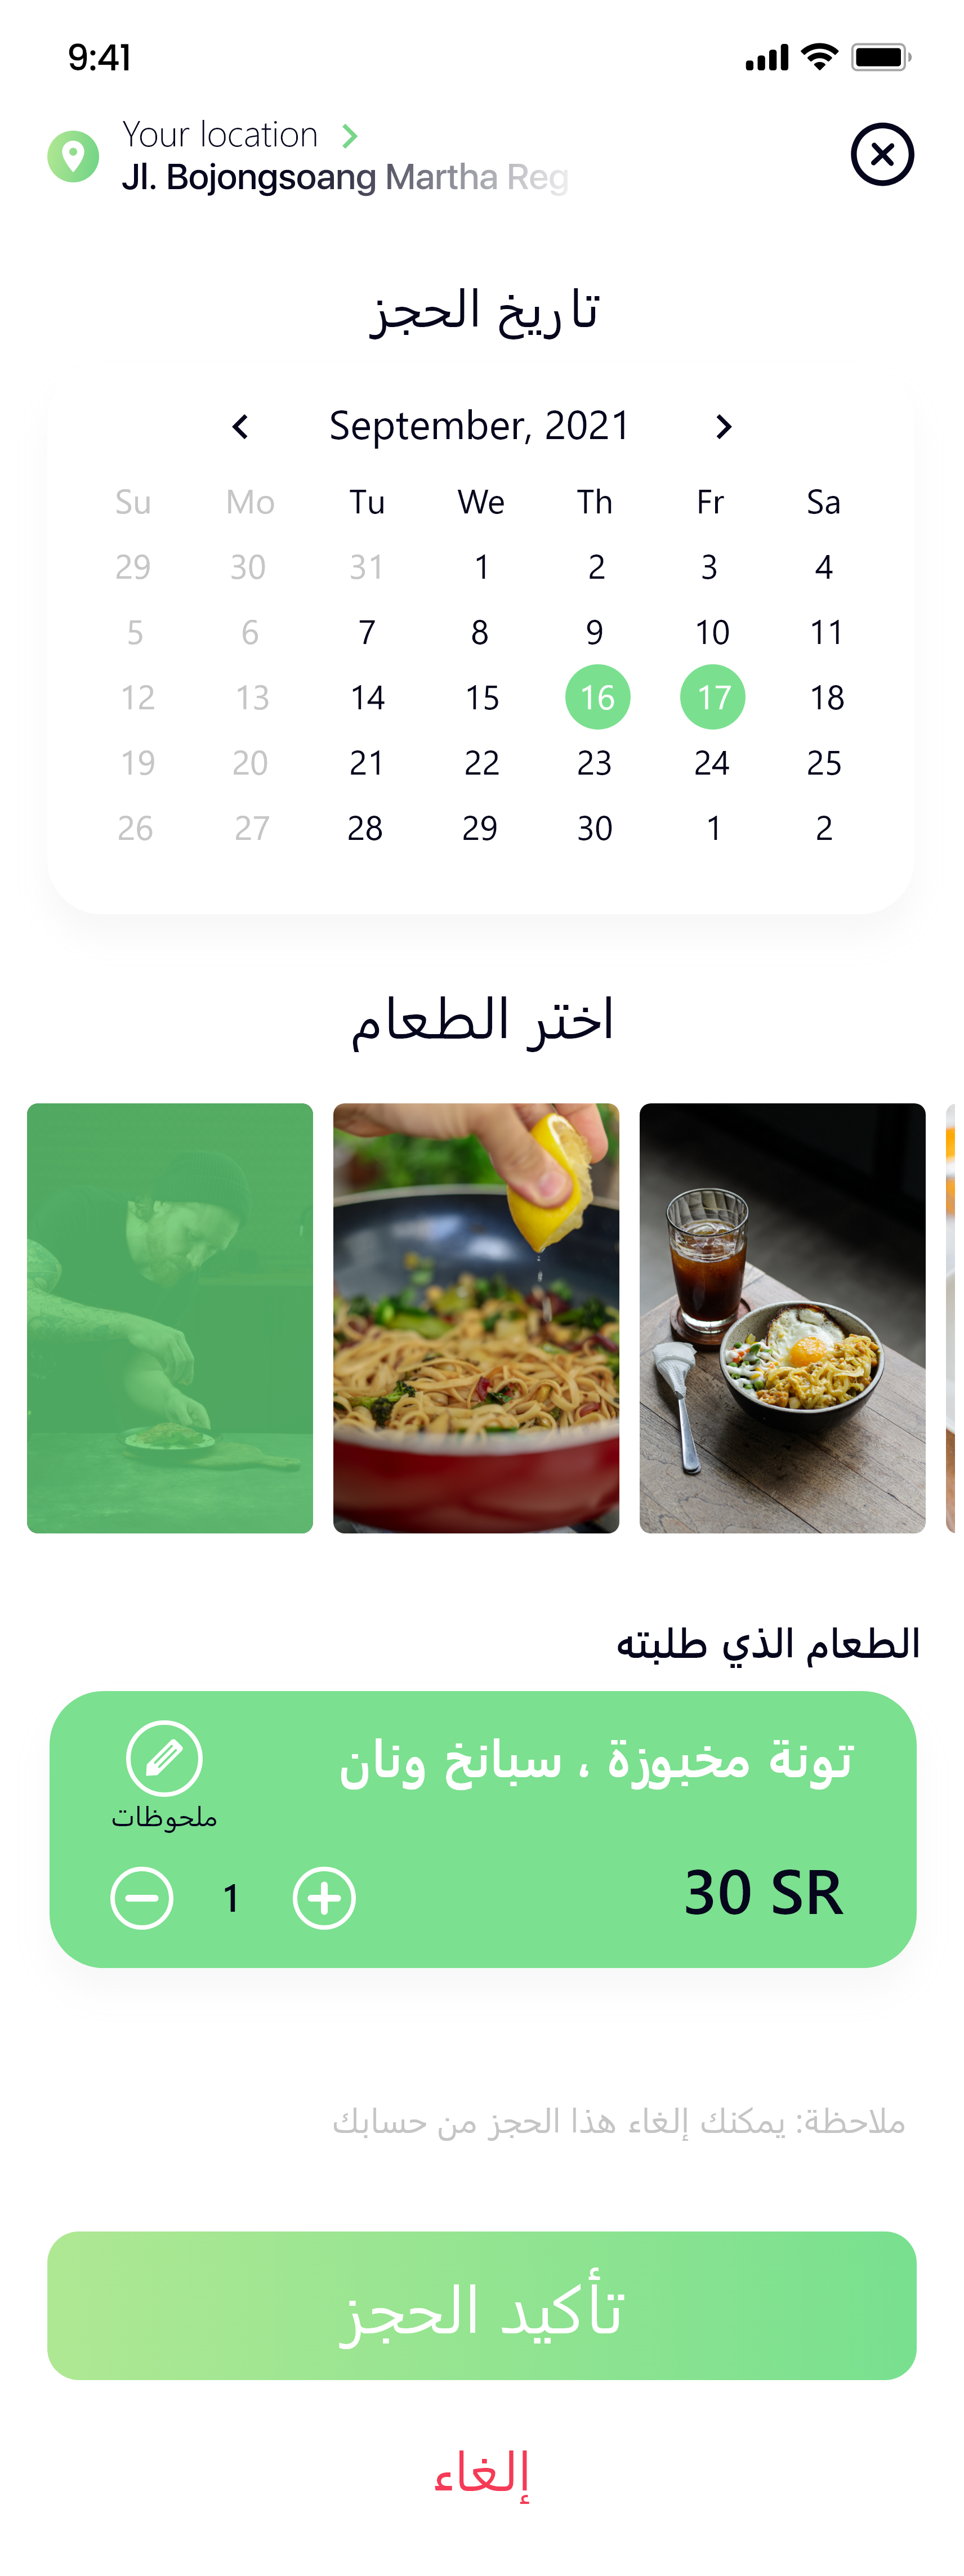 9:41
Your location
Jl. Bojongsoang Martha Reg
تاريخ الحجز
September, 2021
Su Mo Tu We Th Fr Sa
29 30 31 1 2 3 4
5 6 7 8 9 10 11
12 13 14 15 16 17 18
19 20 21 22 23 24 25
26 27 28 29 30 1 2
اختر الطعام
الطعام الذي طلبته
تونة مخبوزة ، سبانخ ونان
ملحوظات
1
30 SR
ملاحظة: يمكنك إلغاء هذا الحجز من حسابك
تأكيد الحجز
إلغاء